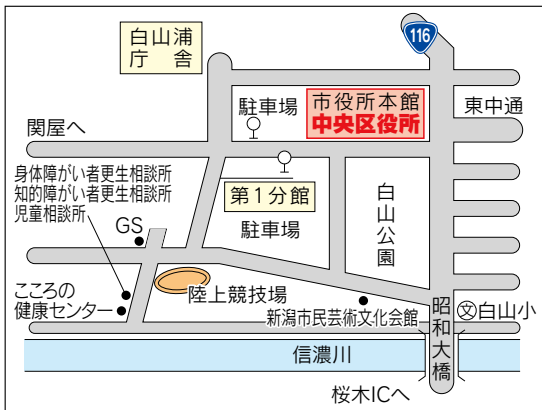 116
白山浦
庁舎
駐車場
市役所本館
中央区役所
東中通
関屋へ
身体障がい者更生相談所
知的障がい者更生相談所
児童相談所
第1分館
駐車場
白山公園
GS
こころの
健康センター
陸上競技場
新潟市民芸術文化会館
昭和大橋
文白山小
信濃川
桜木ICへ